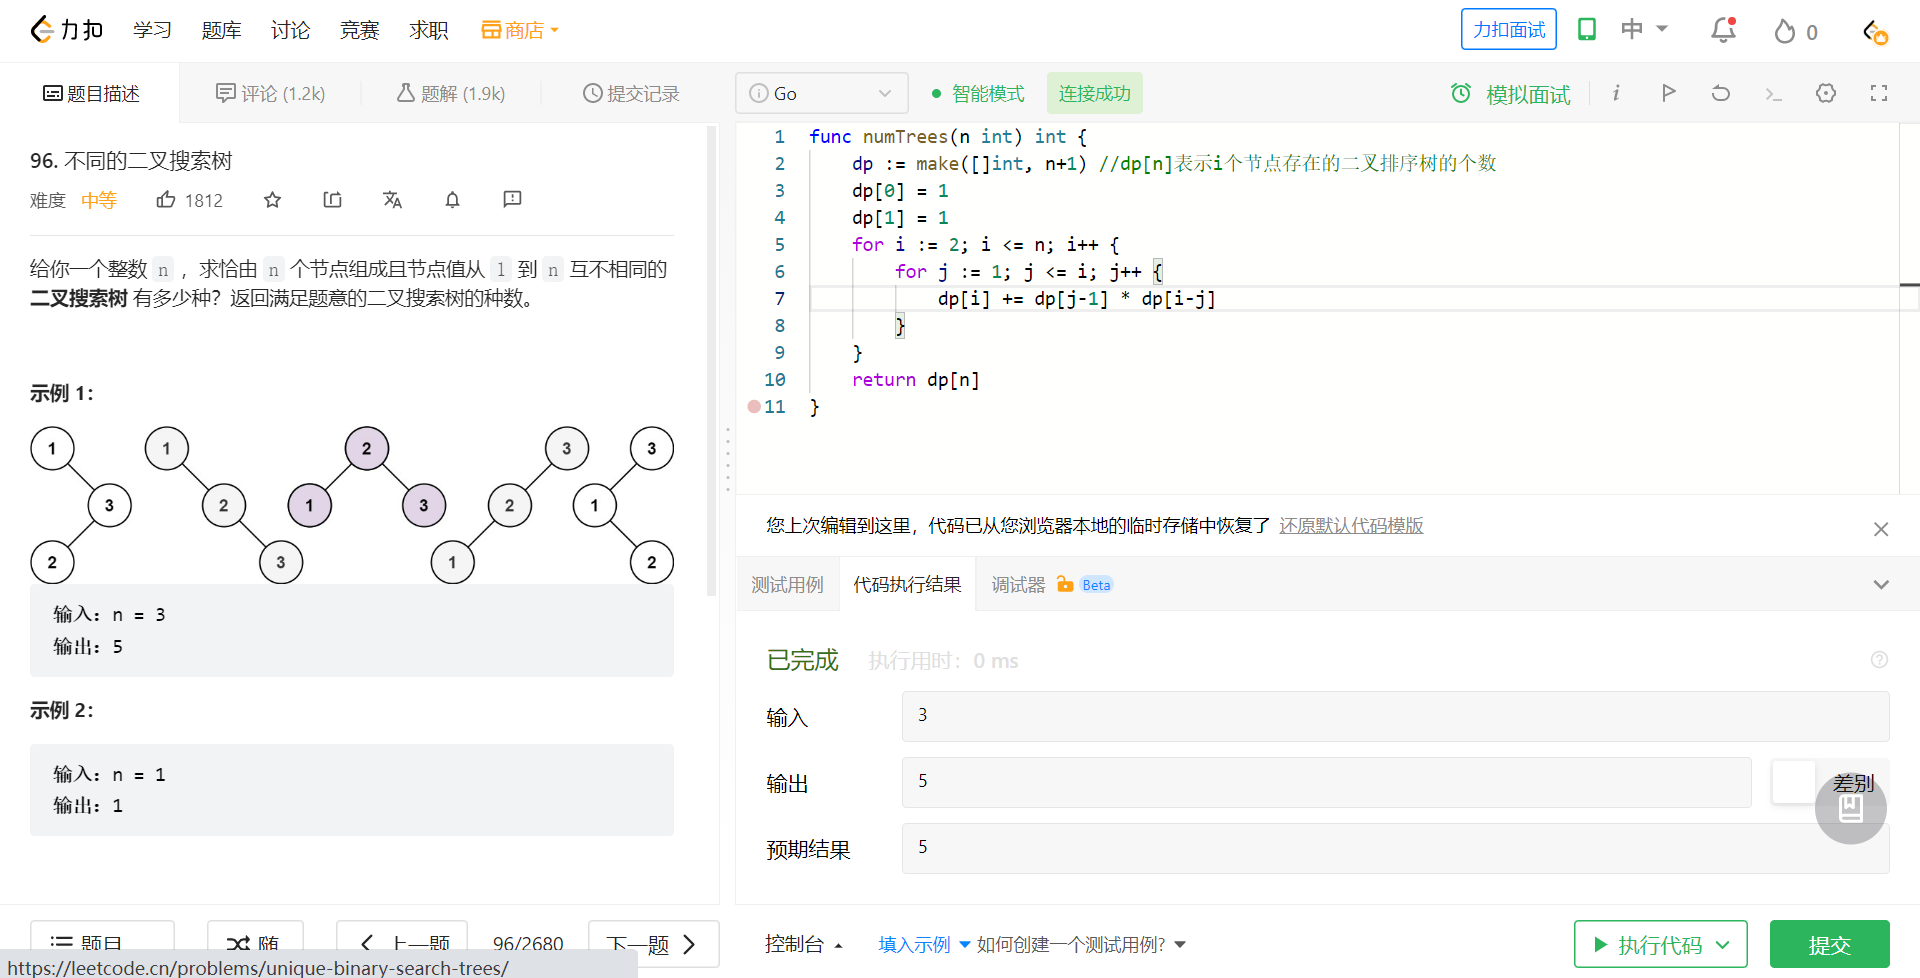 力扣 学习 题库 讨论 竞赛 求职 商店 力扣面试 中 0
题目描述 评论 (1.2k) 题解 (1.9k) 提交记录
96. 不同的二叉搜索树
难度 中等 1812
给你一个整数 n ，求恰由 n 个节点组成且节点值从 1 到 n 互不相同的
二叉搜索树 有多少种？返回满足题意的二叉搜索树的种数。
示例 1：
1 1 2 3 3
3 2 1 3 2 1
2 3 1 2
输入：n = 3
输出：5
示例 2：
输入：n = 1
输出：1
题目 随 上一题 96/2680 下一题
https://leetcode.cn/problems/unique-binary-search-trees/
Go 智能模式 连接成功 模拟面试
1 func numTrees(n int) int {
2 dp := make([]int, n+1) //dp[n]表示i个节点存在的二叉排序树的个数
3 dp[0] = 1
4 dp[1] = 1
5 for i := 2; i <= n; i++ {
6 for j := 1; j <= i; j++ {
7 dp[i] += dp[j-1] * dp[i-j]
8 }
9 }
10 return dp[n]
11 }
您上次编辑到这里，代码已从您浏览器本地的临时存储中恢复了 还原默认代码模版
测试用例 代码执行结果 调试器 Beta
已完成 执行用时：0 ms
输入 3
输出 5 差别
预期结果 5
控制台 填入示例 如何创建一个测试用例? 执行代码 提交